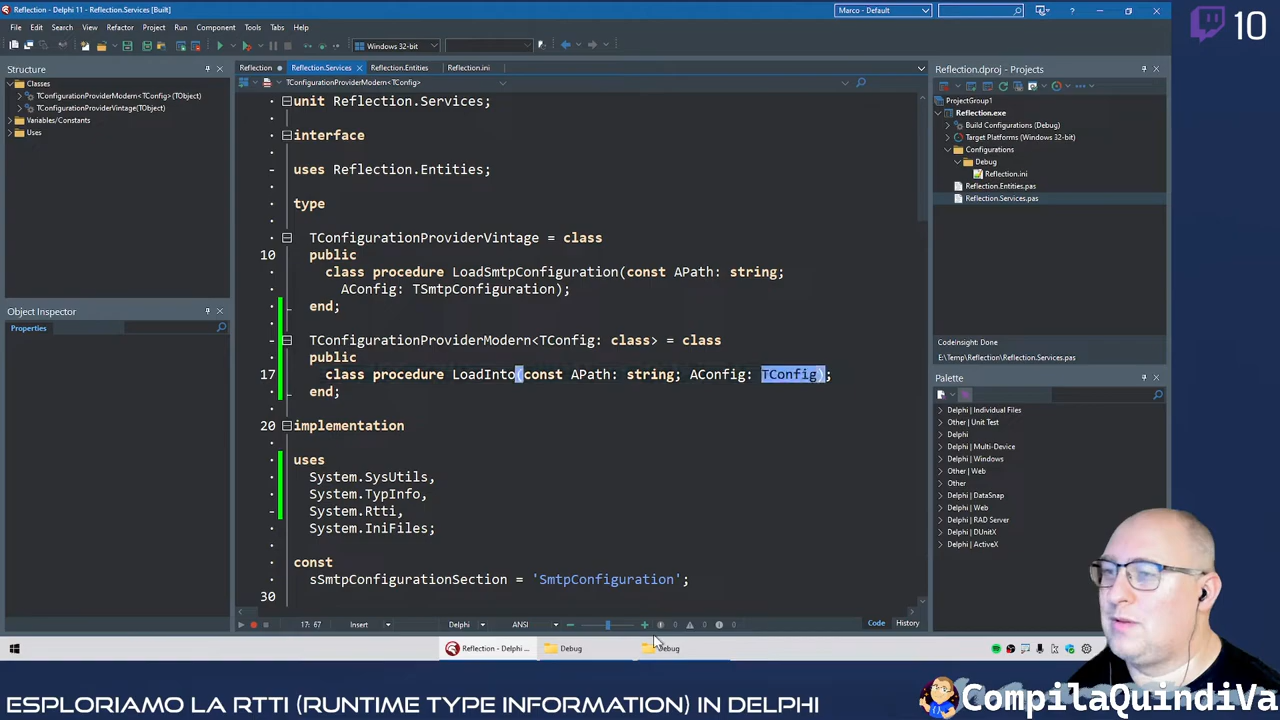 Reflection - Delphi 11 - Reflection.Services [Built]
Marco - Default
10
File Edit Search View Refactor Project Run Component Tools Tabs Help
Windows 32-bit
Structure
Classes
TConfigurationProviderModern<TConfig>(TObject)
TConfigurationProviderVintage(TObject)
Variables/Constants
Uses
Object Inspector
Properties
Reflection
Reflection.Services
Reflection.Entities
Reflection.ini
TConfigurationProviderModern<TConfig>
unit Reflection.Services;
interface
uses Reflection.Entities;
type
TConfigurationProviderVintage = class
10 public
class procedure LoadSmtpConfiguration(const APath: string;
AConfig: TSmtpConfiguration);
end;
TConfigurationProviderModern<TConfig: class> = class
public
17 class procedure LoadInto(const APath: string; AConfig: TConfig);
end;
20 implementation
uses
System.SysUtils,
System.TypInfo,
System.Rtti,
System.IniFiles;
const
sSmtpConfigurationSection = 'SmtpConfiguration';
30
17: 67 Insert Delphi ANSI 0 0 0 Code History
Reflection.dproj - Projects
ProjectGroup1
Reflection.exe
Build Configurations (Debug)
Target Platforms (Windows 32-bit)
Configurations
Debug
Reflection.ini
Reflection.Entities.pas
Reflection.Services.pas
CodeInsight: Done
E:\Temp\Reflection\Reflection.Services.pas
Palette
Delphi | Individual Files
Other | Unit Test
Delphi
Delphi | Multi-Device
Delphi | Windows
Other | Web
Other
Delphi | DataSnap
Delphi | Web
Delphi | RAD Server
Delphi | DUnitX
Delphi | ActiveX
Reflection - Delphi ...
Debug
Debug
ESPLORIAMO LA RTTI (RUNTIME TYPE INFORMATION) IN DELPHI
CompilaQuindiVa